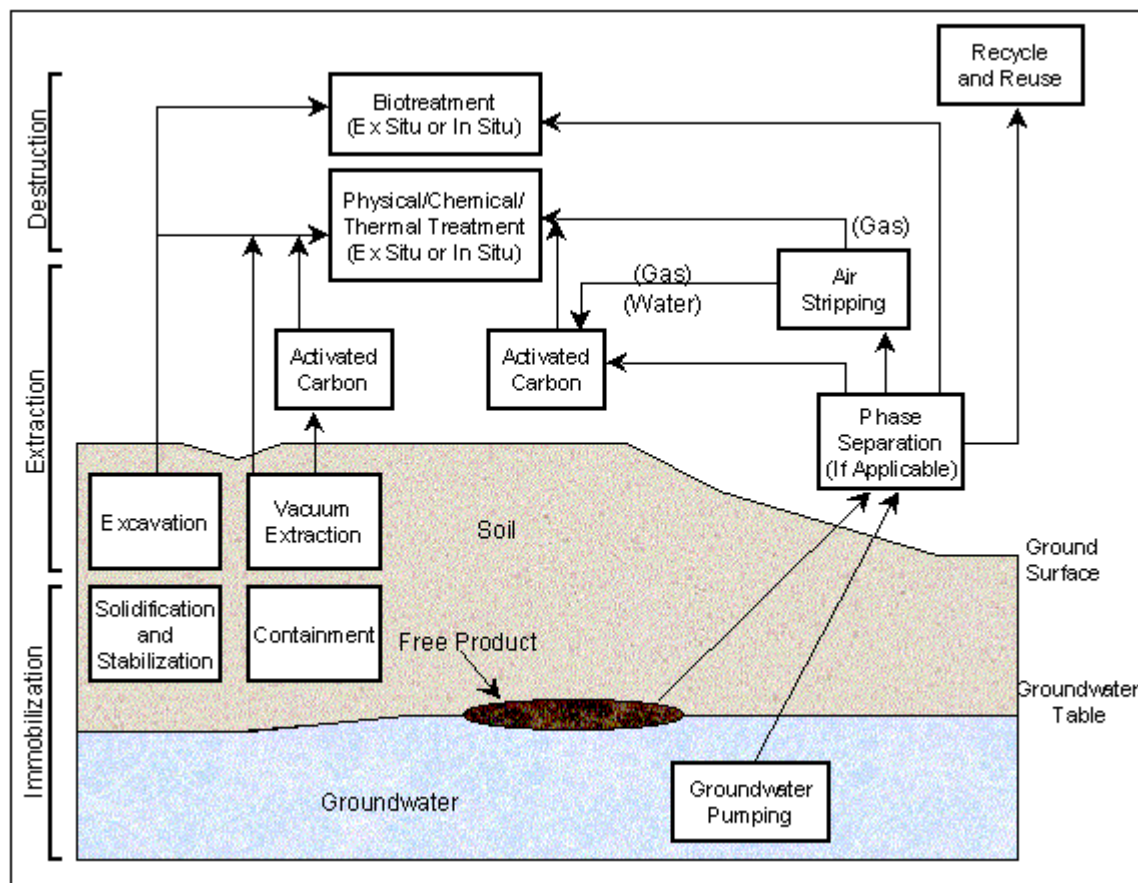 Recycle
and Reuse
Biotreatment
(Ex Situ or In Situ)
Destruction
Physical/Chemical/
Thermal Treatment
(Ex Situ or In Situ)
(Gas)
(Gas)
(Water)
Air
Stripping
Extraction
Activated
Carbon
Activated
Carbon
Phase
Separation
(If Applicable)
Excavation
Vacuum
Extraction
Soil
Ground
Surface
Immobilization
Solidification
and
Stabilization
Containment
Free Product
Groundwater
Table
Groundwater
Groundwater
Pumping